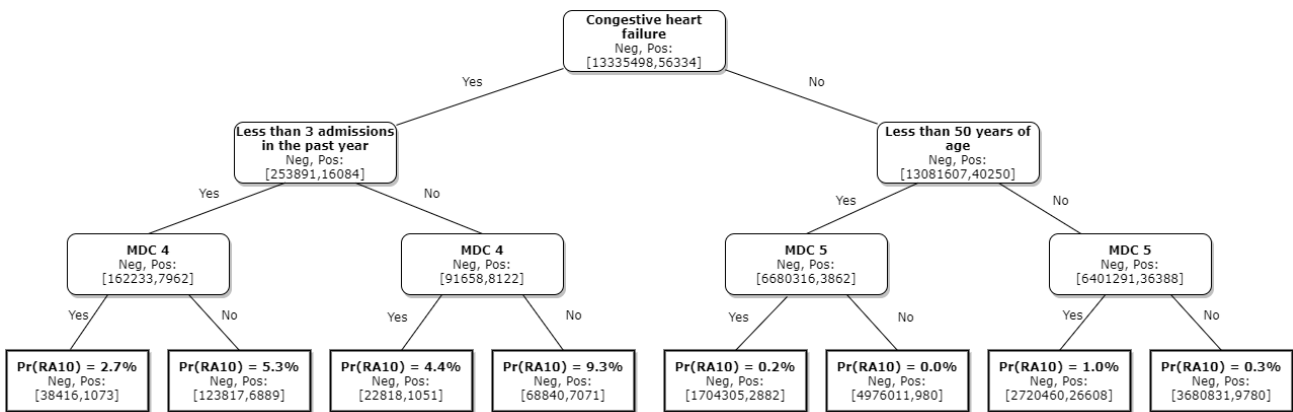 Congestive heart
failure
Neg, Pos:
[13335498,56334]
Yes
No
Less than 3 admissions
in the past year
Neg, Pos:
[253891,16084]
Less than 50 years of
age
Neg, Pos:
[13081607,40250]
Yes
No
Yes
No
MDC 4
Neg, Pos:
[162233,7962]
MDC 4
Neg, Pos:
[91658,8122]
MDC 5
Neg, Pos:
[6680316,3862]
MDC 5
Neg, Pos:
[6401291,36388]
Yes
No
Yes
No
Yes
No
Yes
No
Pr(RA10) = 2.7%
Neg, Pos:
[38416,1073]
Pr(RA10) = 5.3%
Neg, Pos:
[123817,6889]
Pr(RA10) = 4.4%
Neg, Pos:
[22818,1051]
Pr(RA10) = 9.3%
Neg, Pos:
[68840,7071]
Pr(RA10) = 0.2%
Neg, Pos:
[1704305,2882]
Pr(RA10) = 0.0%
Neg, Pos:
[4976011,980]
Pr(RA10) = 1.0%
Neg, Pos:
[2720460,26608]
Pr(RA10) = 0.3%
Neg, Pos:
[3680831,9780]